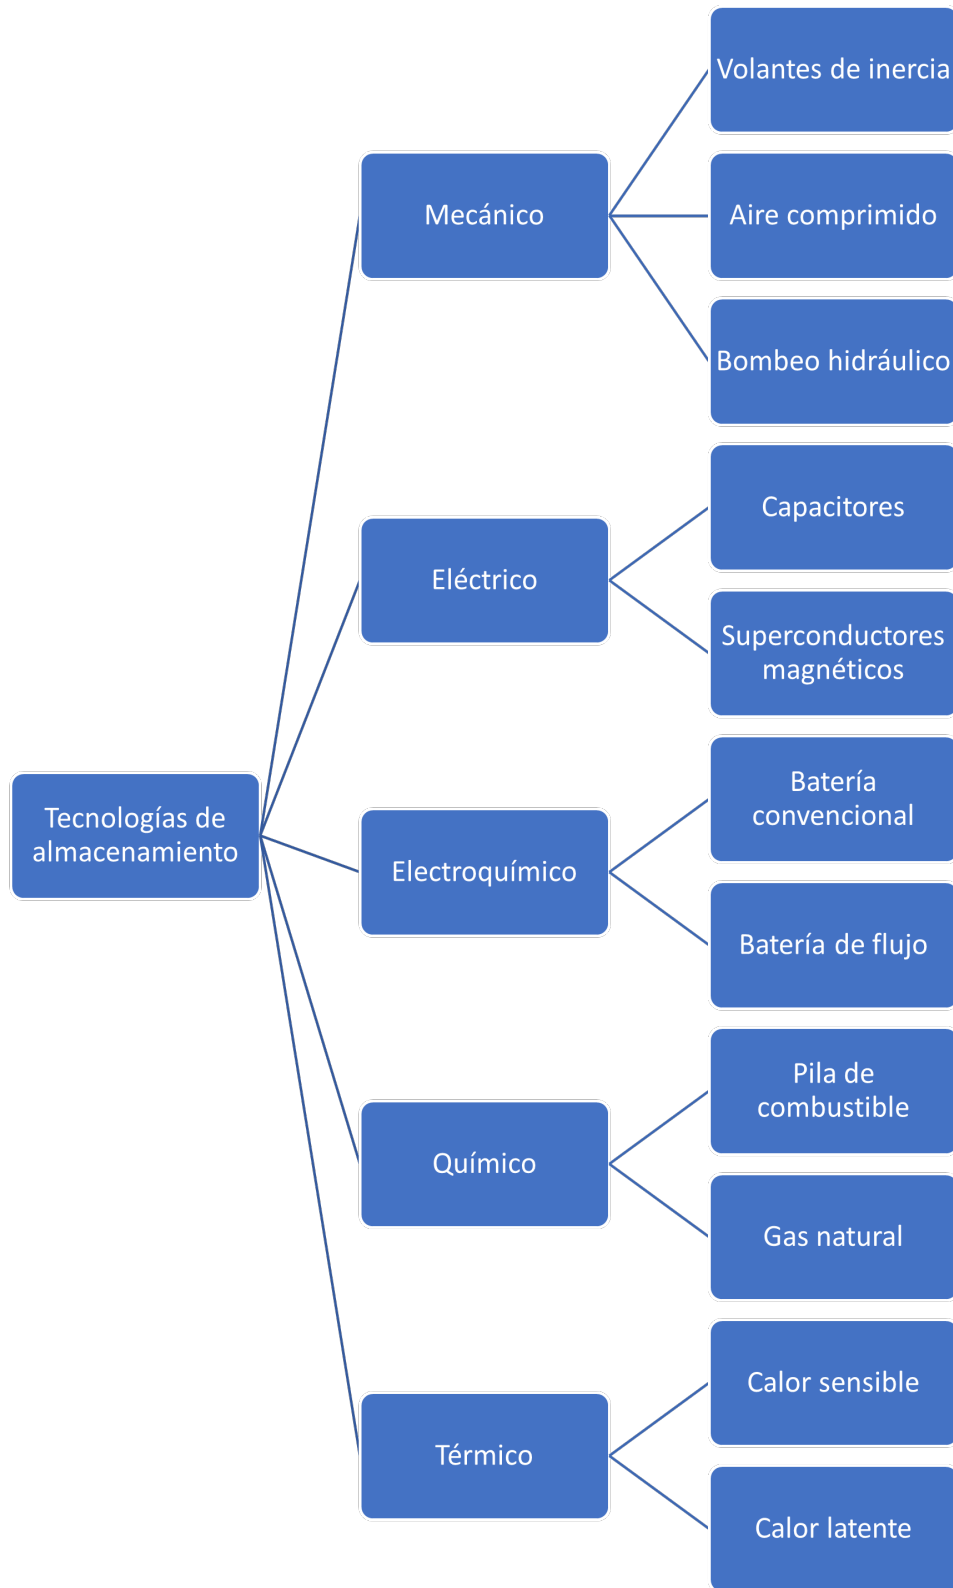 Tecnologías de
almacenamiento
Mecánico
Volantes de inercia
Aire comprimido
Bombeo hidráulico
Eléctrico
Capacitores
Superconductores
magnéticos
Electroquímico
Batería
convencional
Batería de flujo
Químico
Pila de
combustible
Gas natural
Térmico
Calor sensible
Calor latente